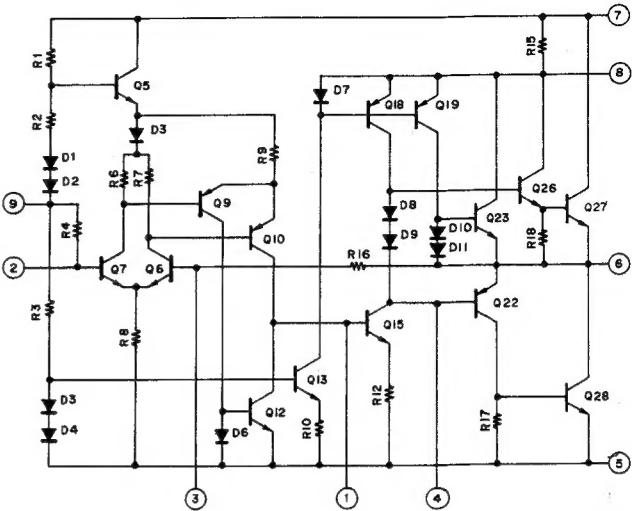 7
R1
R15
Q5
8
R2
D7
Q18
Q19
D3
R9
D1
R6
R7
D2
Q26
9
Q9
D8
Q27
R4
Q23
Q10
D9
D10
R18
D11
R16
2
Q7
Q6
6
R3
Q22
R8
Q15
Q13
R12
D3
Q28
Q12
R17
D4
D6
R10
5
3
1
4